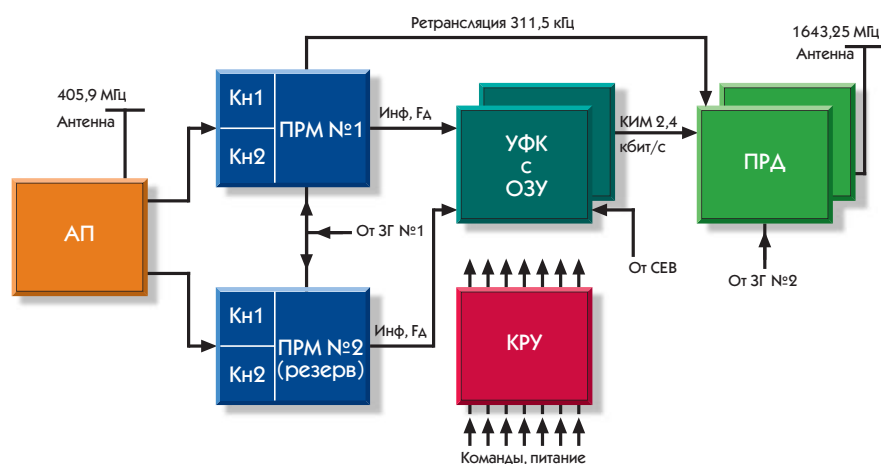 Ретрансляция 311,5 кГц
1643,25 МГц
Антенна
405,9 МГц
Антенна
Кн1
Кн2
ПРМ №1
Инф, Fд
УФК
с
ОЗУ
КИМ 2,4
кбит/с
ПРД
АП
От ЗГ №1
От СЕВ
От ЗГ №2
Кн1
Кн2
ПРМ №2
(резерв)
Инф, Fд
КРУ
Команды, питание